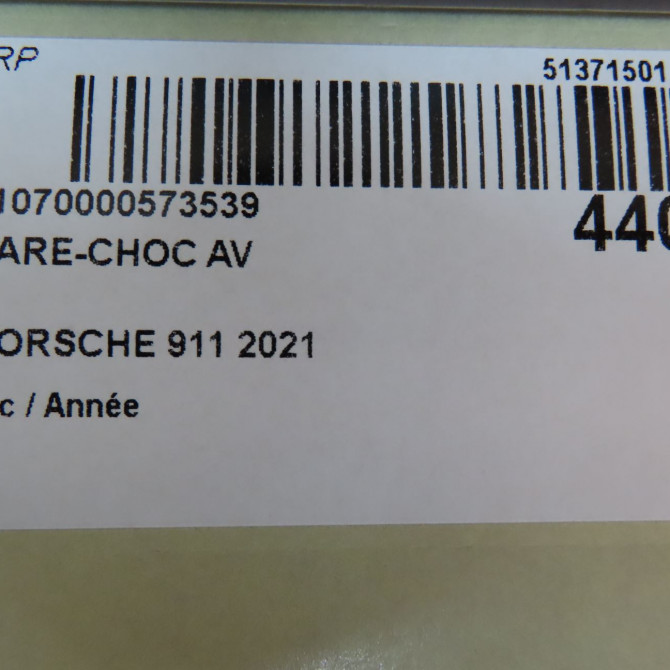 RP 51371501
1070000573539 440
ARE-CHOC AV
ORSCHE 911 2021
c / Année